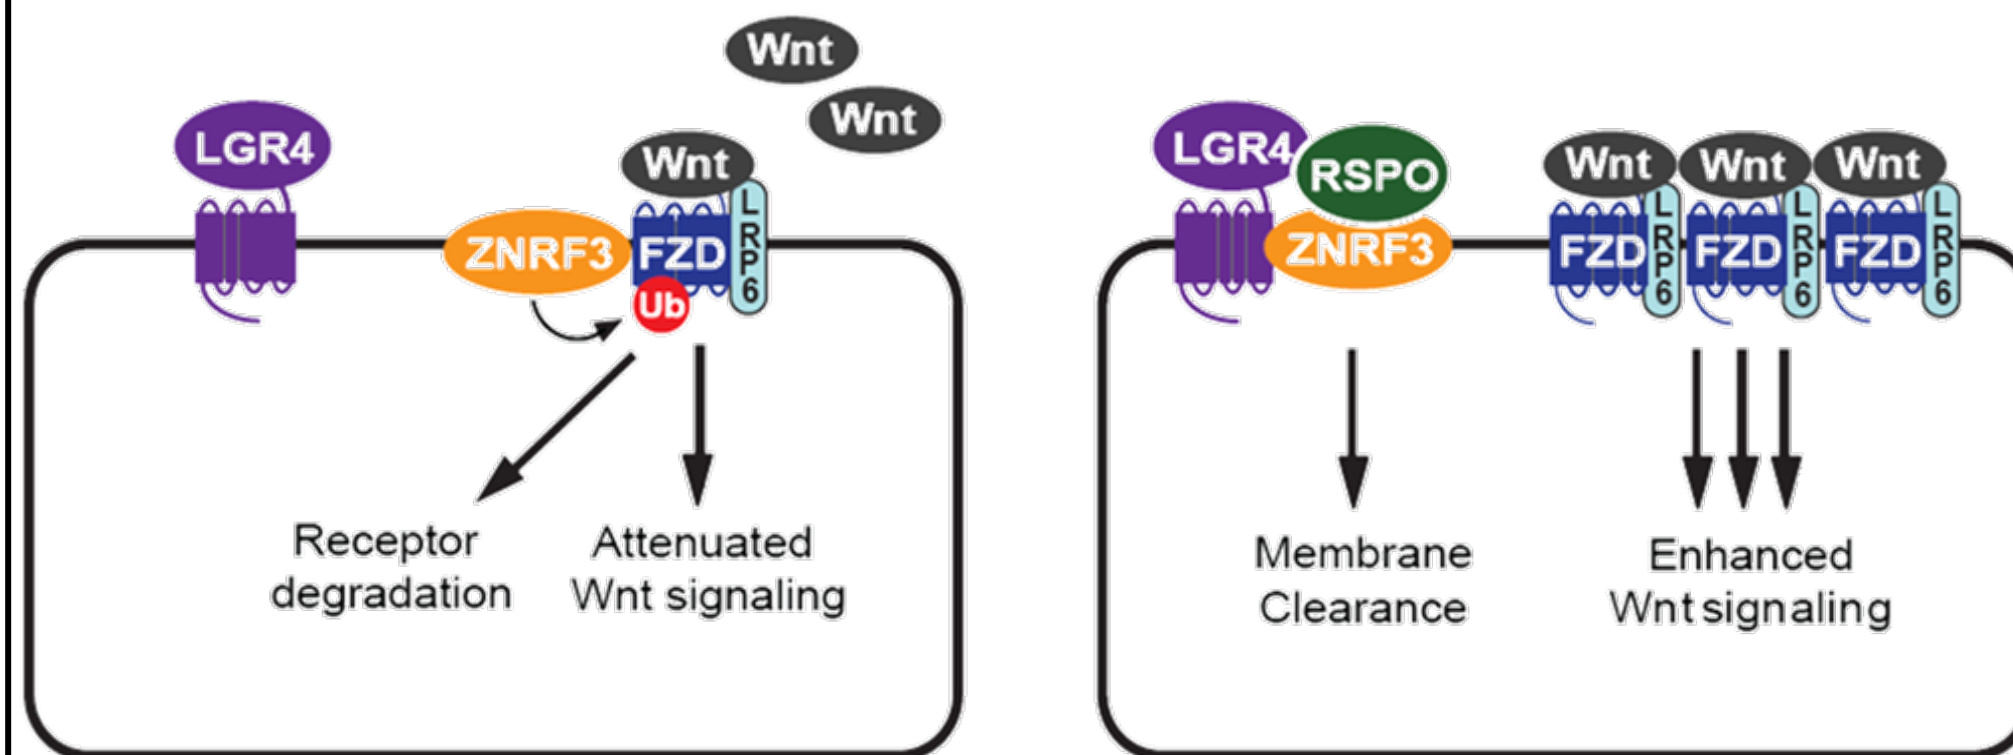 Wnt
Wnt
LGR4
Wnt
ZNRF3
FZD
LRP6
Ub
Receptor
degradation
Attenuated
Wnt signaling
LGR4
RSPO
ZNRF3
Wnt
Wnt
Wnt
FZD
LRP6
FZD
LRP6
FZD
LRP6
Membrane
Clearance
Enhanced
Wnt signaling